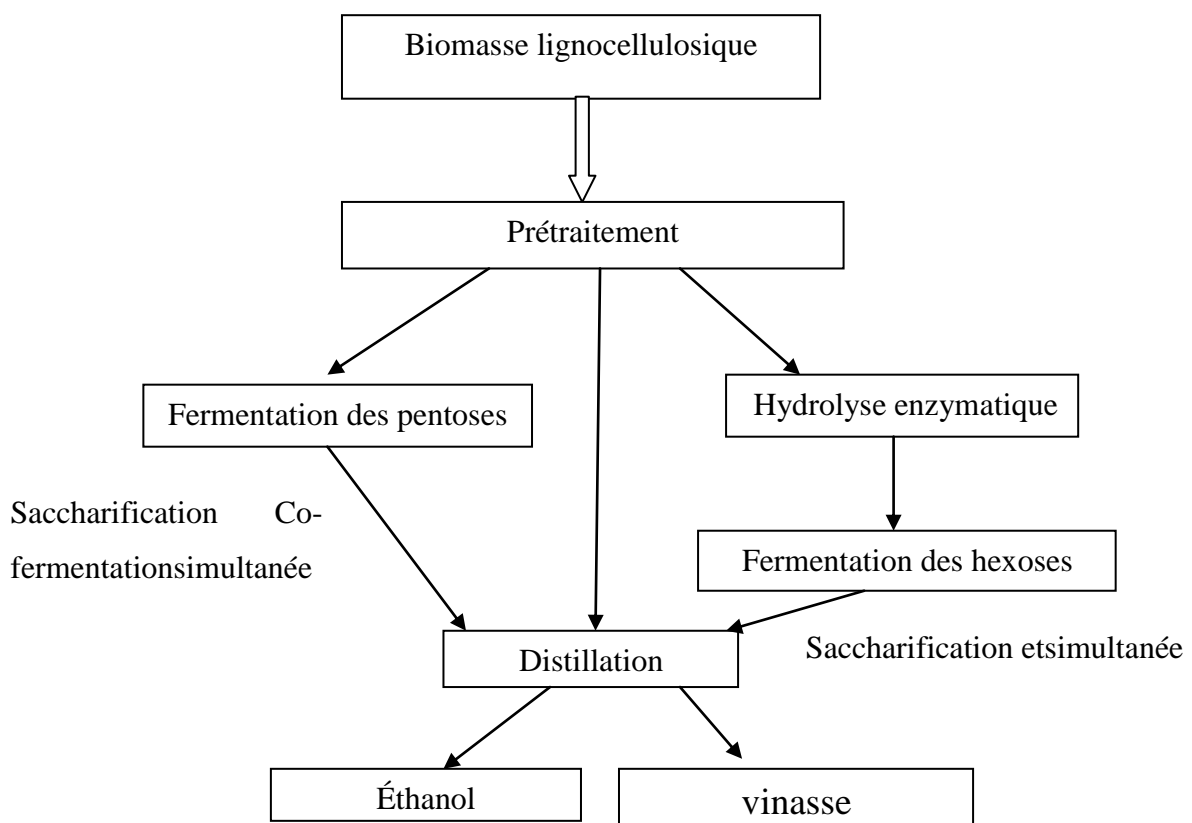 Biomasse lignocellulosique
Prétraitement
Fermentation des pentoses
Hydrolyse enzymatique
Saccharification Co-
fermentationsimultanée
Fermentation des hexoses
Distillation
Saccharification etsimultanée
Éthanol
vinasse